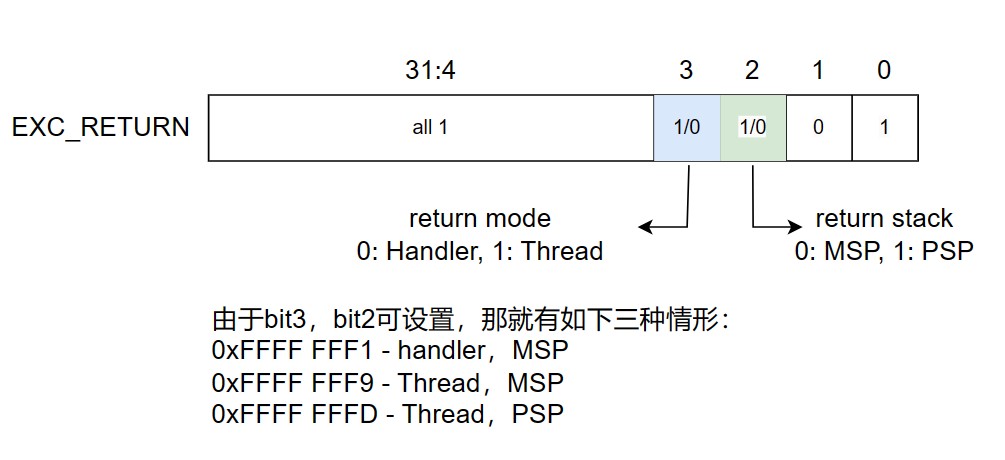 31:4 3 2 1 0
EXC_RETURN all 1 1/0 1/0 0 1
return mode return stack
0: Handler, 1: Thread 0: MSP, 1: PSP
由于bit3，bit2可设置，那就有如下三种情形：
0xFFFF FFF1 - handler，MSP
0xFFFF FFF9 - Thread，MSP
0xFFFF FFFD - Thread，PSP